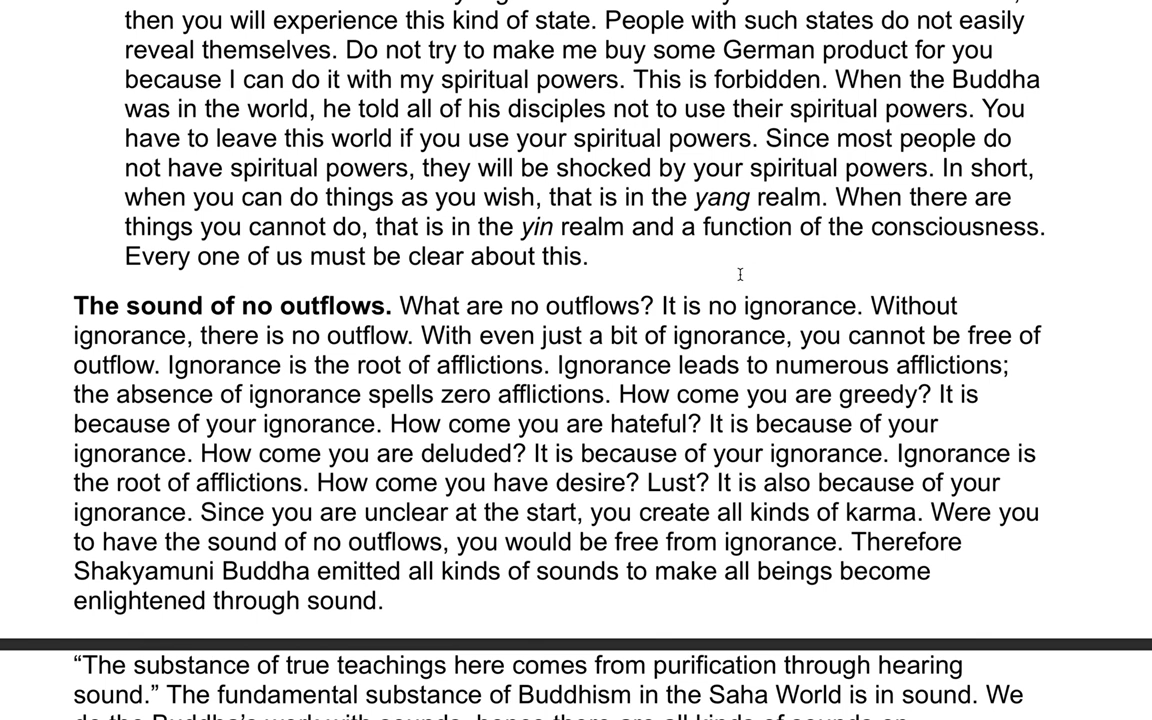 then you will experience this kind of state. People with such states do not easily
reveal themselves. Do not try to make me buy some German product for you
because I can do it with my spiritual powers. This is forbidden. When the Buddha
was in the world, he told all of his disciples not to use their spiritual powers. You
have to leave this world if you use your spiritual powers. Since most people do
not have spiritual powers, they will be shocked by your spiritual powers. In short,
when you can do things as you wish, that is in the yang realm. When there are
things you cannot do, that is in the yin realm and a function of the consciousness.
Every one of us must be clear about this.
The sound of no outflows. What are no outflows? It is no ignorance. Without
ignorance, there is no outflow. With even just a bit of ignorance, you cannot be free of
outflow. Ignorance is the root of afflictions. Ignorance leads to numerous afflictions;
the absence of ignorance spells zero afflictions. How come you are greedy? It is
because of your ignorance. How come you are hateful? It is because of your
ignorance. How come you are deluded? It is because of your ignorance. Ignorance is
the root of afflictions. How come you have desire? Lust? It is also because of your
ignorance. Since you are unclear at the start, you create all kinds of karma. Were you
to have the sound of no outflows, you would be free from ignorance. Therefore
Shakyamuni Buddha emitted all kinds of sounds to make all beings become
enlightened through sound.
“The substance of true teachings here comes from purification through hearing
sound.” The fundamental substance of Buddhism in the Saha World is in sound. We